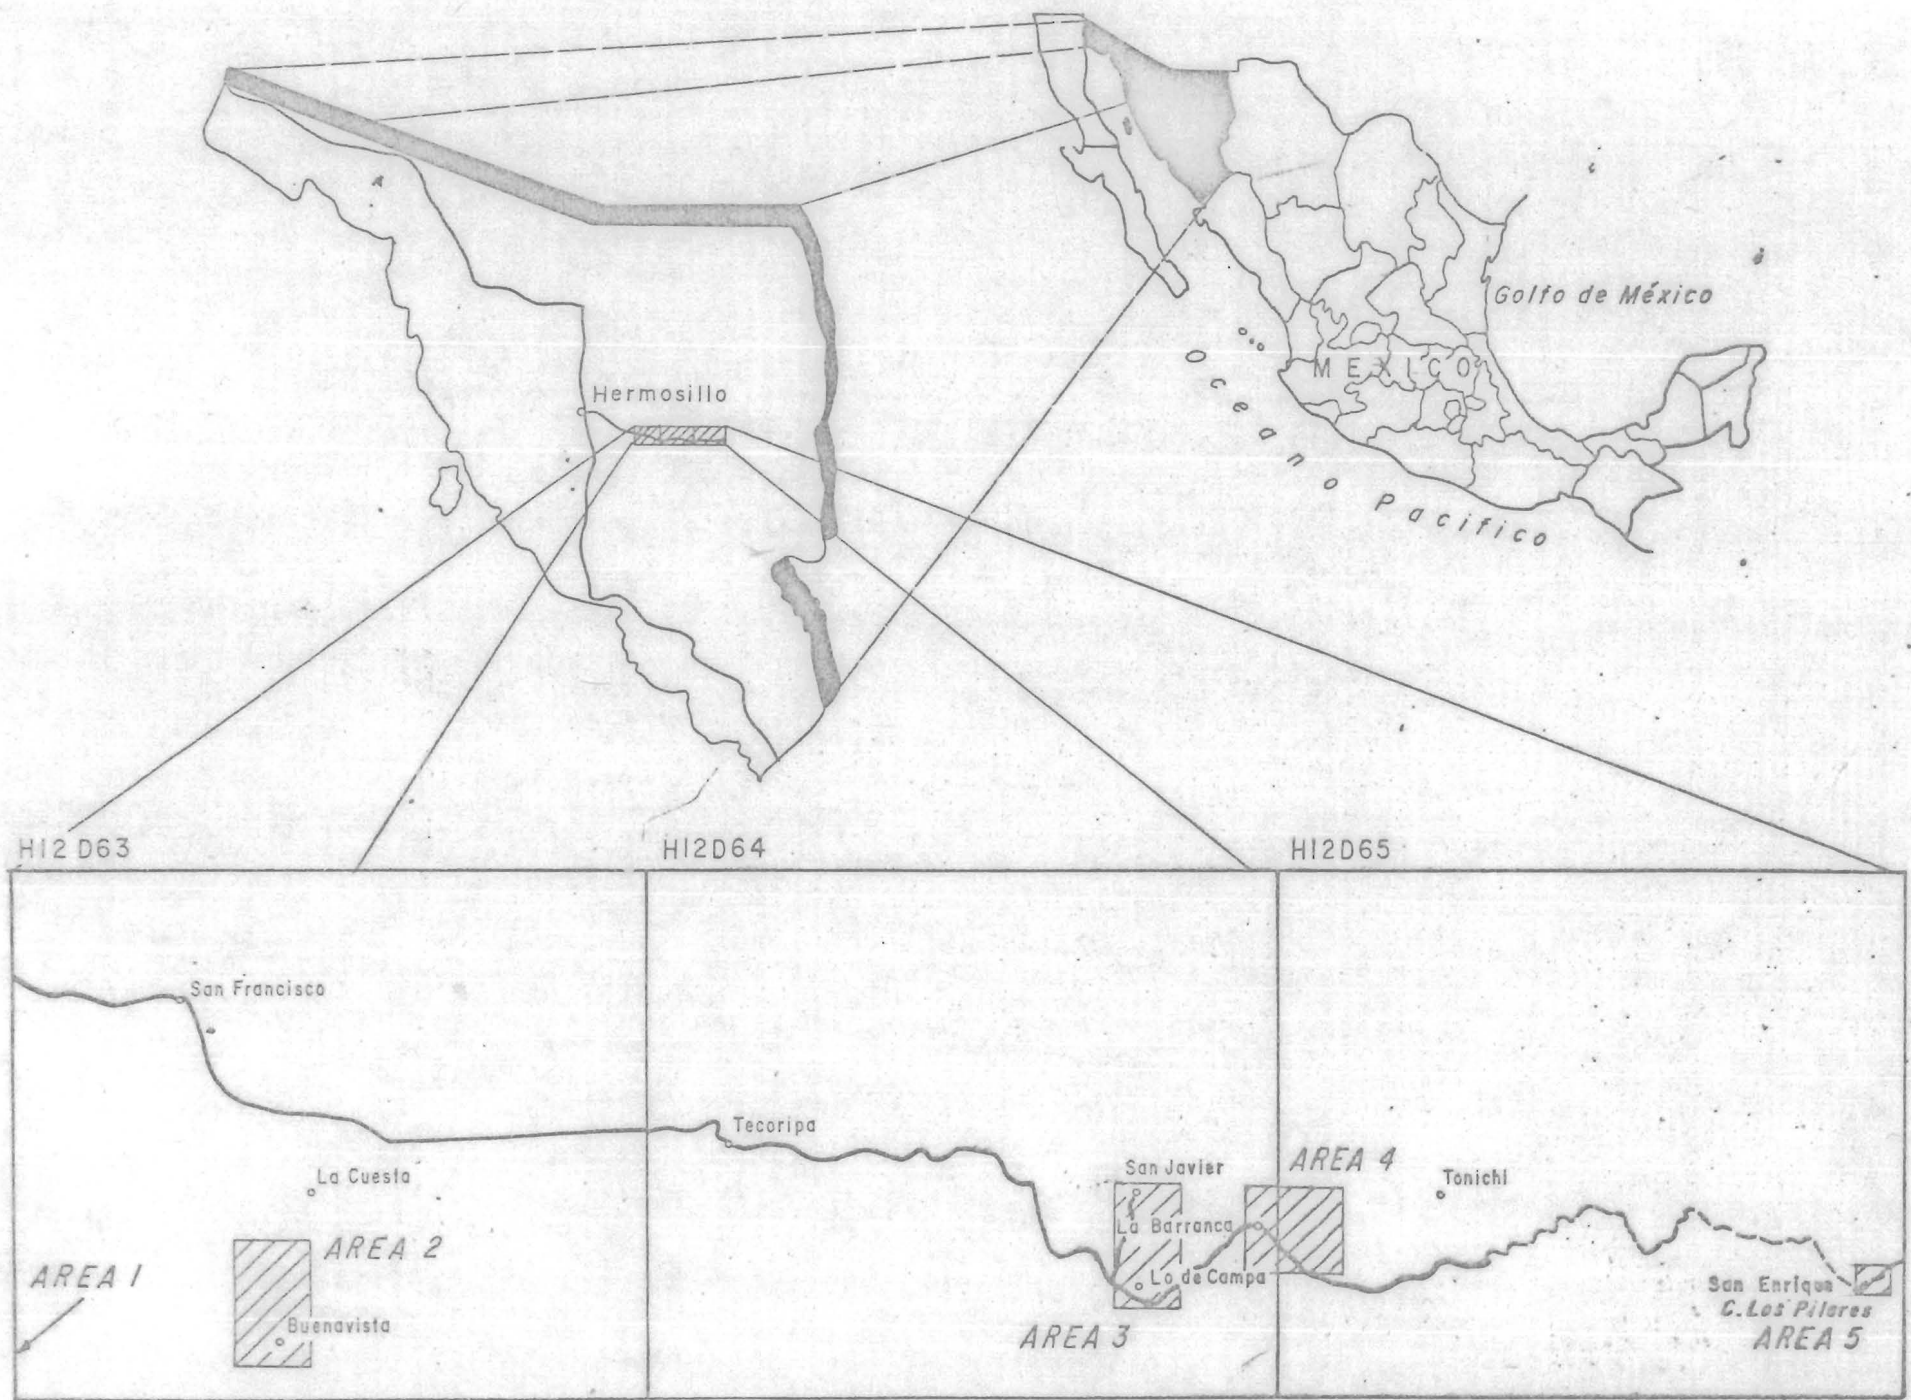 Golfo de México
MEXICO
Oceano Pacifico
Hermosillo
H12 D63
H12D64
H12D65
San Francisco
Tecoripa
La Cuesta
San Javier
AREA 4
Tonichi
La Barranca
AREA 2
AREA 1
Lo de Campa
San Enrique
C. Los Pilares
Buenavista
AREA 3
AREA 5